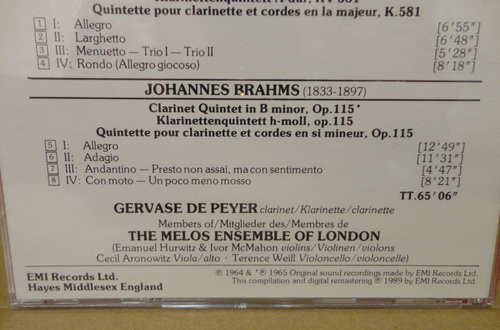 Quintette pour clarinette et cordes en la majeur, K.581
1 I: Allegro [6'55"]
2 II: Larghetto [6'48"]
3 III: Menuetto – Trio I – Trio II [5'28"]
4 IV: Rondo (Allegro giocoso) [8'18"]
JOHANNES BRAHMS (1833-1897)
Clarinet Quintet in B minor, Op.115*
Klarinettenquintett h-moll, op.115
Quintette pour clarinette et cordes en si mineur, Op.115
5 I: Allegro [12'49"]
6 II: Adagio [11'31"]
7 III: Andantino — Presto non assai, ma con sentimento [4'47"]
8 IV: Con moto — Un poco meno mosso [8'21"]
TT.65'06"
GERVASE DE PEYER clarinet/Klarinette/clarinette
Members of/Mitglieder des/Membres de
THE MELOS ENSEMBLE OF LONDON
(Emanuel Hurwitz & Ivor McMahon violins/Violinen/violons
Cecil Aronowitz Viola/alto · Terence Weill Violoncello/violoncelle)
EMI Records Ltd.
Hayes Middlesex England
℗ 1964 & *℗ 1965 Original sound recordings made by EMI Records Ltd.
This compilation and digital remastering ℗ 1989 by EMI Records Ltd.